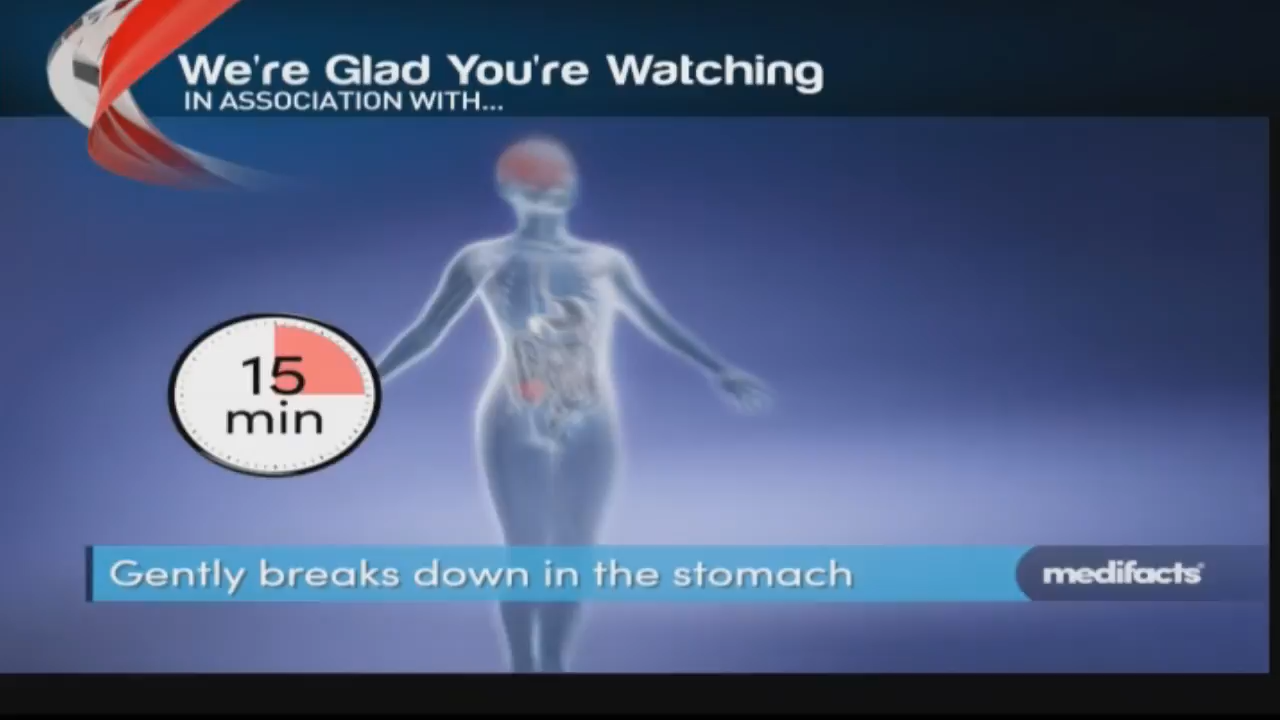 We're Glad You're Watching
IN ASSOCIATION WITH...
15
min
Gently breaks down in the stomach
medifacts